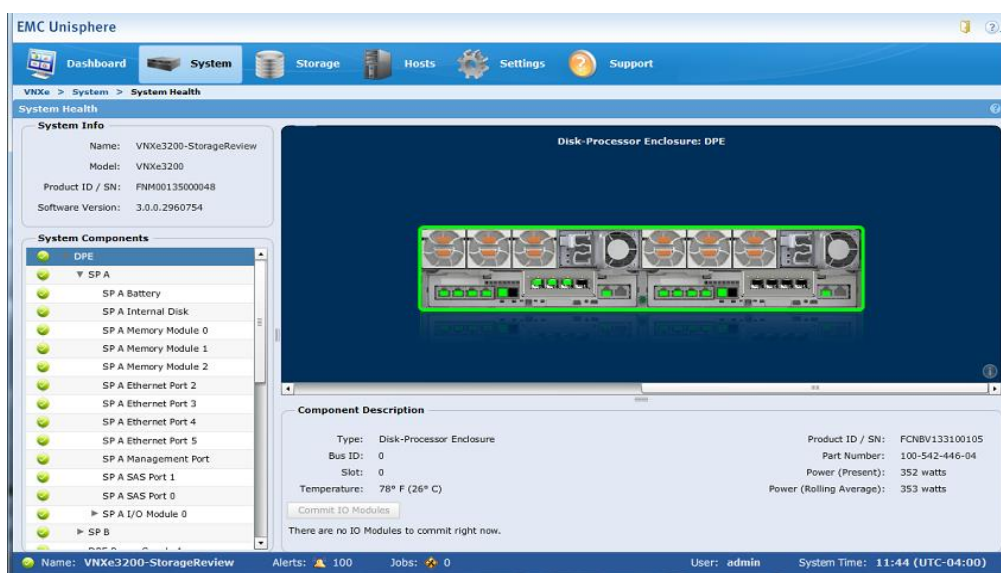 EMC Unisphere
Dashboard System Storage Hosts Settings Support
VNXe > System > System Health
System Health
System Info
Name: VNXe3200-StorageReview
Model: VNXe3200
Product ID / SN: FNM00135000048
Software Version: 3.0.0.2960754
System Components
DPE
SP A
SP A Battery
SP A Internal Disk
SP A Memory Module 0
SP A Memory Module 1
SP A Memory Module 2
SP A Ethernet Port 2
SP A Ethernet Port 3
SP A Ethernet Port 4
SP A Ethernet Port 5
SP A Management Port
SP A SAS Port 1
SP A SAS Port 0
SP A I/O Module 0
SP B
Disk-Processor Enclosure: DPE
Component Description
Type: Disk-Processor Enclosure
Bus ID: 0
Slot: 0
Temperature: 78° F (26° C)
Product ID / SN: FCNBV133100105
Part Number: 100-542-446-04
Power (Present): 352 watts
Power (Rolling Average): 353 watts
Commit IO Modules
There are no IO Modules to commit right now.
Name: VNXe3200-StorageReview Alerts: 100 Jobs: 0 User: admin System Time: 11:44 (UTC-04:00)